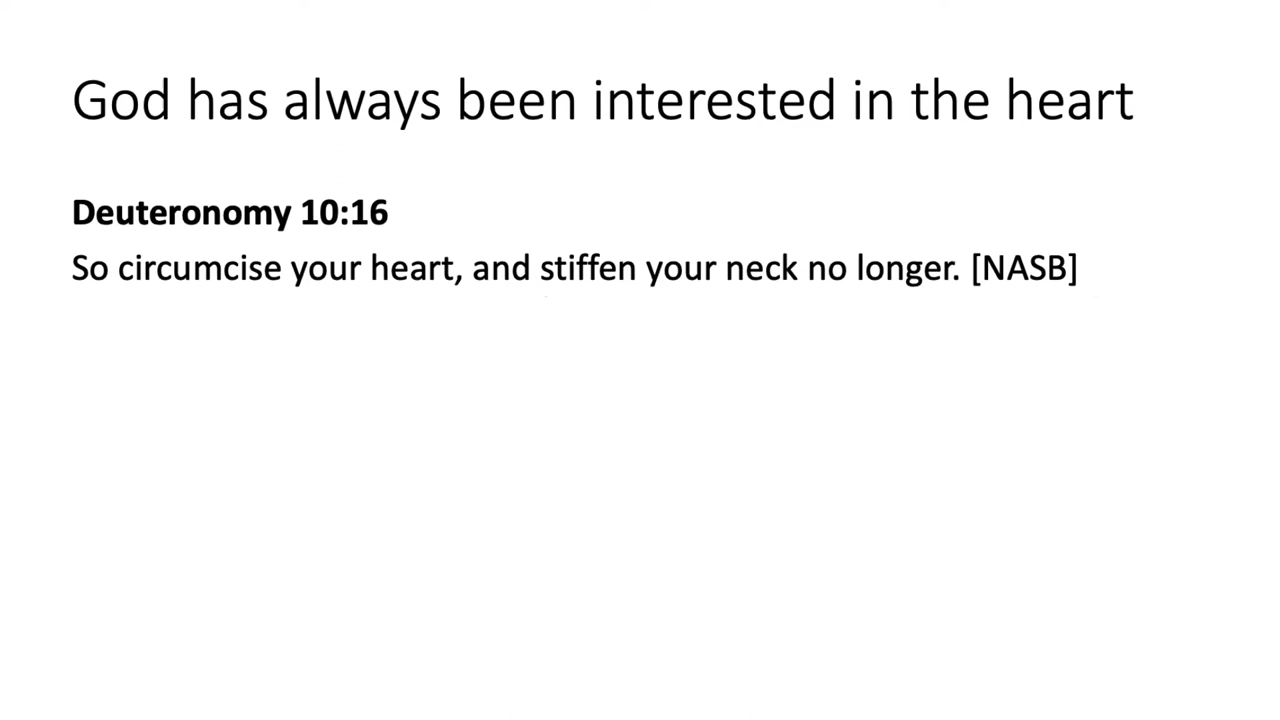 God has always been interested in the heart
Deuteronomy 10:16
So circumcise your heart, and stiffen your neck no longer. [NASB]